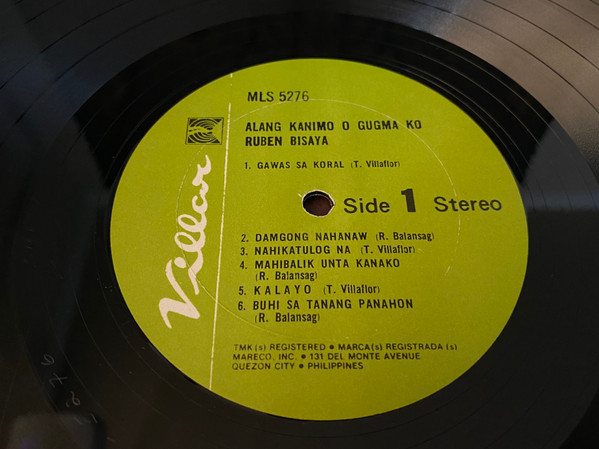 MLS 5276
ALANG KANIMO O GUGMA KO
RUBEN BISAYA
1. GAWAS SA KORAL (T. Villaflor)
Side 1 Stereo
2. DAMGONG NAHANAW (R. Balansag)
3. NAHIKATULOG NA (T. Villaflor)
4. MAHIBALIK UNTA KANAKO
(R. Balansag)
5. KALAYO (T. Villaflor)
6. BUHI SA TANANG PANAHON
(R. Balansag)
TMK(s) REGISTERED • MARCA(s) REGISTRADA(s)
MARECO, INC. • 131 DEL MONTE AVENUE
QUEZON CITY • PHILIPPINES
Villar